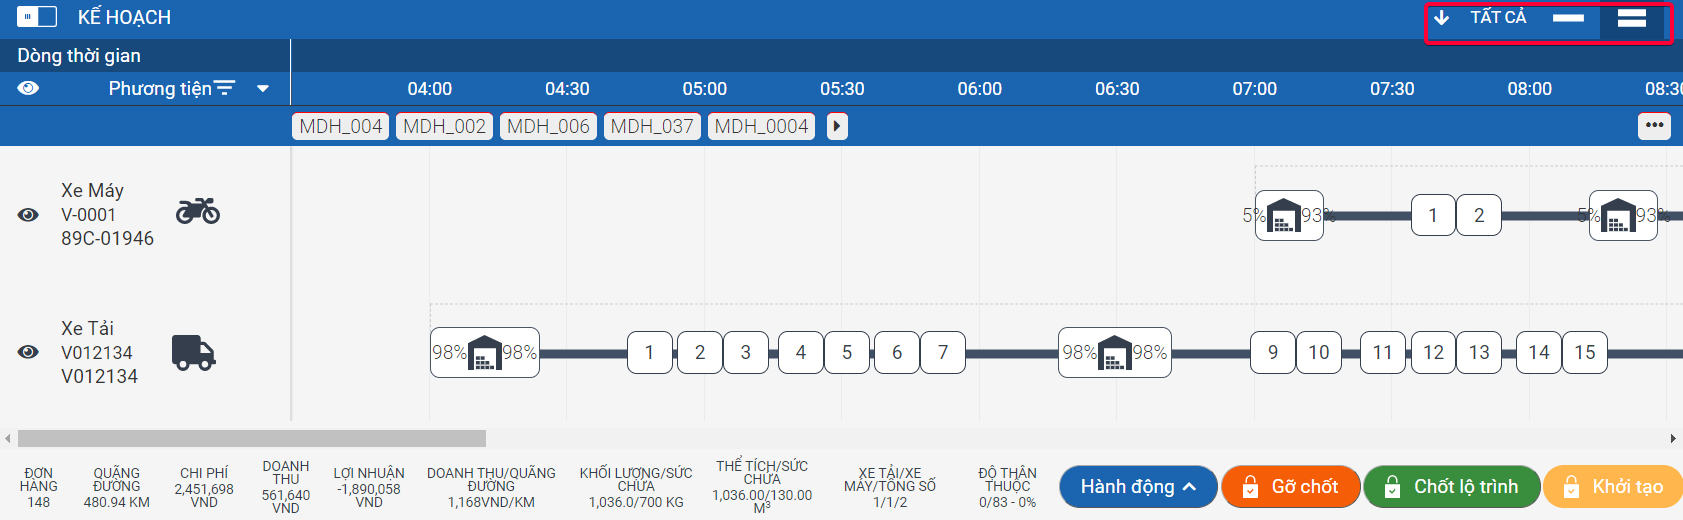 KẾ HOẠCH
TẤT CẢ
Dòng thời gian
Phương tiện
04:00 04:30 05:00 05:30 06:00 06:30 07:00 07:30 08:00 08:30
MDH_004 MDH_002 MDH_006 MDH_037 MDH_0004
Xe Máy
V-0001
89C-01946
5% 93% 1 2 5% 93%
Xe Tải
V012134
V012134
98% 98% 1 2 3 4 5 6 7 98% 98% 9 10 11 12 13 14 15
ĐƠN
HÀNG
148
QUÃNG
ĐƯỜNG
480.94 KM
CHI PHÍ
2,451,698
VND
DOANH
THU
561,640
VND
LỢI NHUẬN
-1,890,058
VND
DOANH THU/QUÃNG
ĐƯỜNG
1,168VND/KM
KHỐI LƯỢNG/SỨC
CHỨA
1,036.0/700 KG
THỂ TÍCH/SỨC
CHỨA
1,036.00/130.00
M³
XE TẢI/XE
MÁY/TỔNG SỐ
1/1/2
ĐỘ THÂN
THUỘC
0/83 - 0%
Hành động
Gỡ chốt
Chốt lộ trình
Khởi tạo